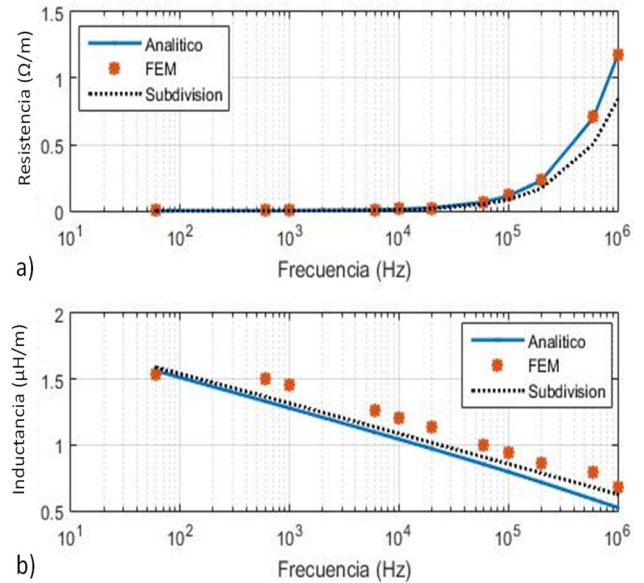 1.5
1
0.5
0
Resistencia (Ω/m)
Analitico
FEM
Subdivision
10¹ 10² 10³ 10⁴ 10⁵ 10⁶
Frecuencia (Hz)
a)
2
1.5
1
0.5
Inductancia (µH/m)
Analitico
FEM
Subdivision
10¹ 10² 10³ 10⁴ 10⁵ 10⁶
Frecuencia (Hz)
b)